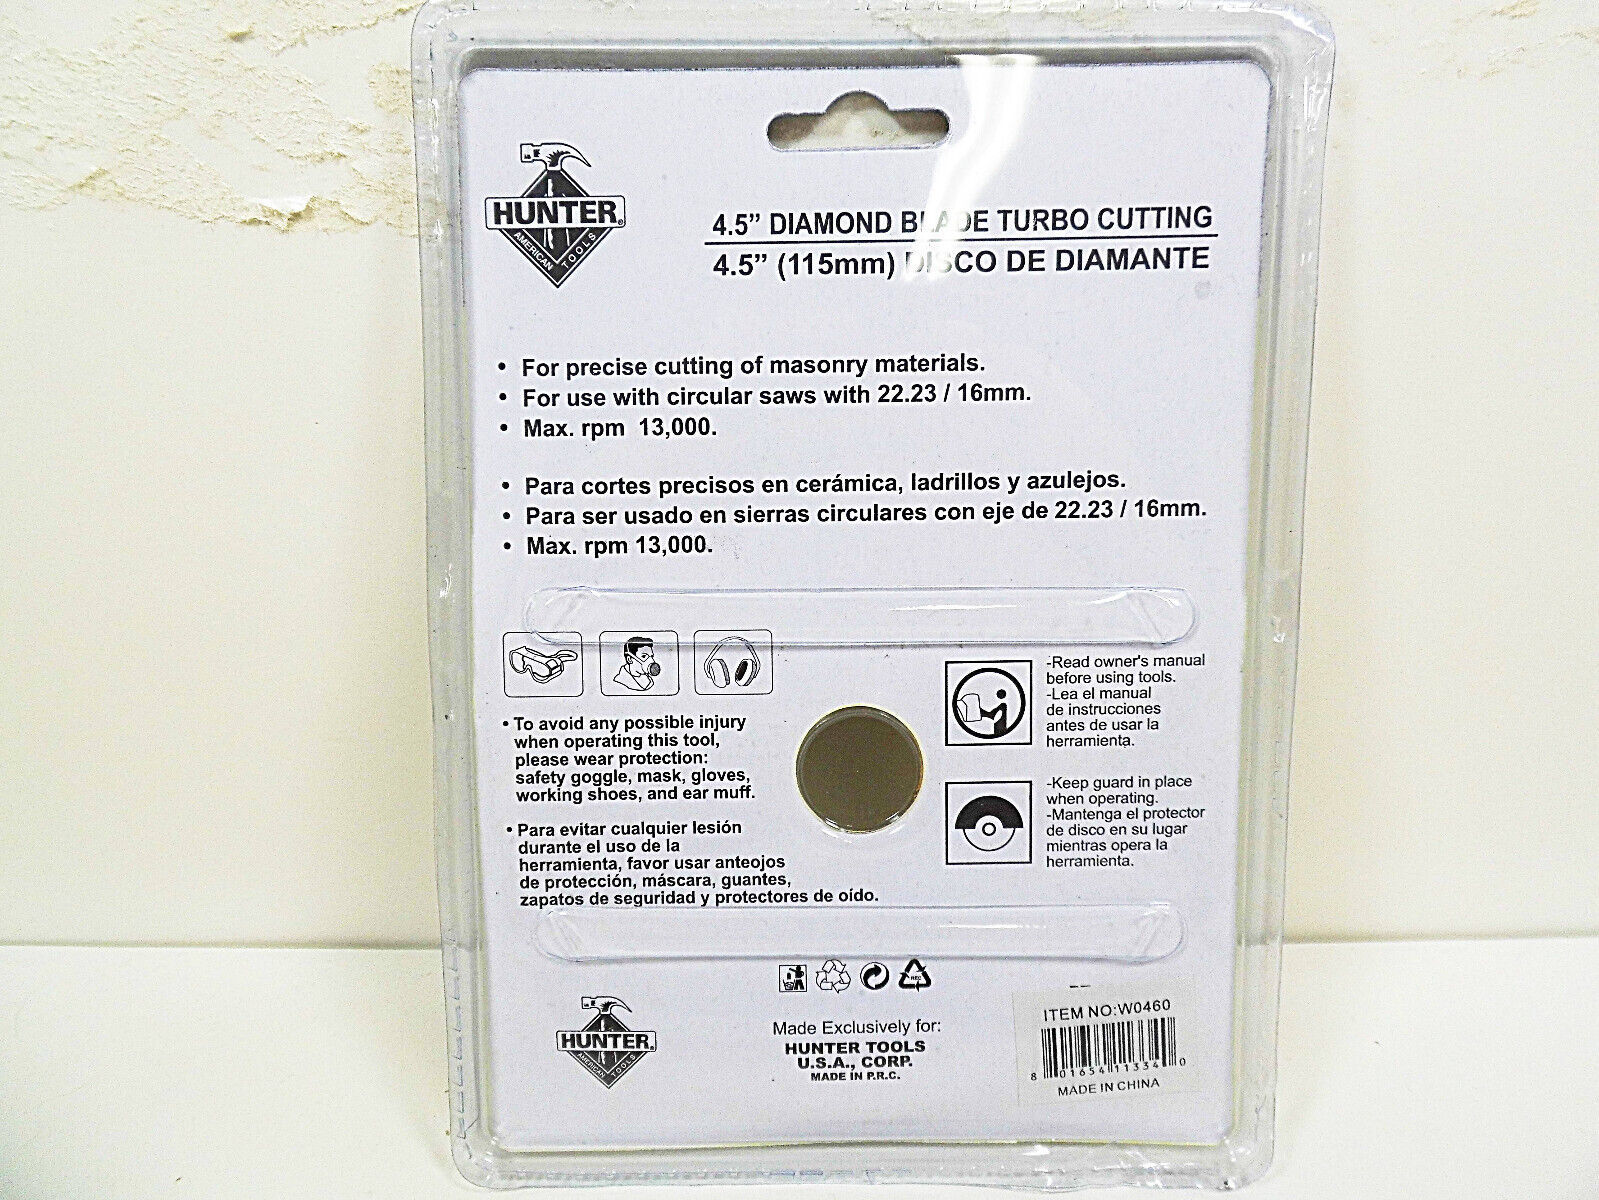 HUNTER®
AMERICAN TOOLS
4.5” DIAMOND BLADE TURBO CUTTING
4.5” (115mm) DISCO DE DIAMANTE
• For precise cutting of masonry materials.
• For use with circular saws with 22.23 / 16mm.
• Max. rpm 13,000.
• Para cortes precisos en cerámica, ladrillos y azulejos.
• Para ser usado en sierras circulares con eje de 22.23 / 16mm.
• Max. rpm 13,000.
• To avoid any possible injury
when operating this tool,
please wear protection:
safety goggle, mask, gloves,
working shoes, and ear muff.
• Para evitar cualquier lesión
durante el uso de la
herramienta, favor usar anteojos
de protección, máscara, guantes,
zapatos de seguridad y protectores de oído.
-Read owner's manual
before using tools.
-Lea el manual
de instrucciones
antes de usar la
herramienta.
-Keep guard in place
when operating.
-Mantenga el protector
de disco en su lugar
mientras opera la
herramienta.
REC
HUNTER
AMERICAN TOOLS
Made Exclusively for:
HUNTER TOOLS
U.S.A., CORP.
MADE IN P.R.C.
ITEM NO:W0460
8 01654 11334 0
MADE IN CHINA